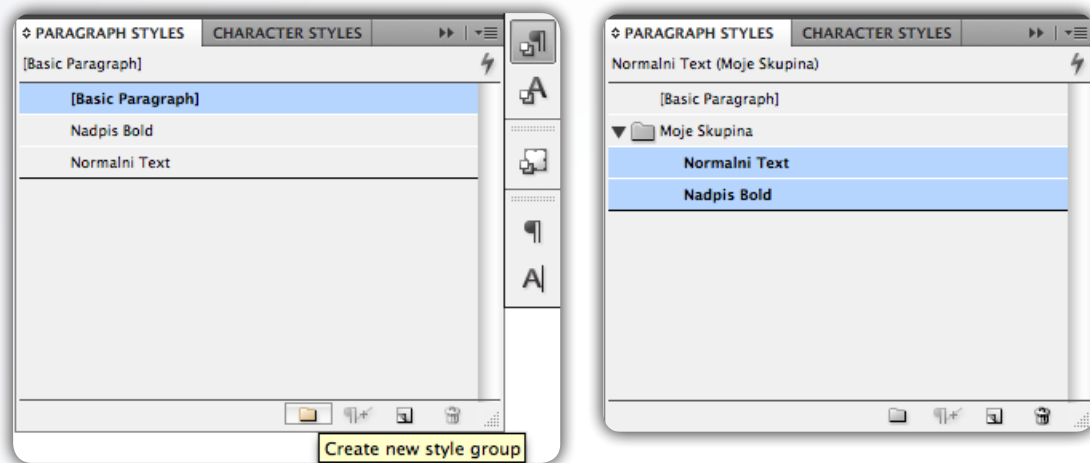 PARAGRAPH STYLES CHARACTER STYLES
[Basic Paragraph]
[Basic Paragraph]
Nadpis Bold
Normalni Text
Create new style group
PARAGRAPH STYLES CHARACTER STYLES
Normalni Text (Moje Skupina)
[Basic Paragraph]
Moje Skupina
Normalni Text
Nadpis Bold